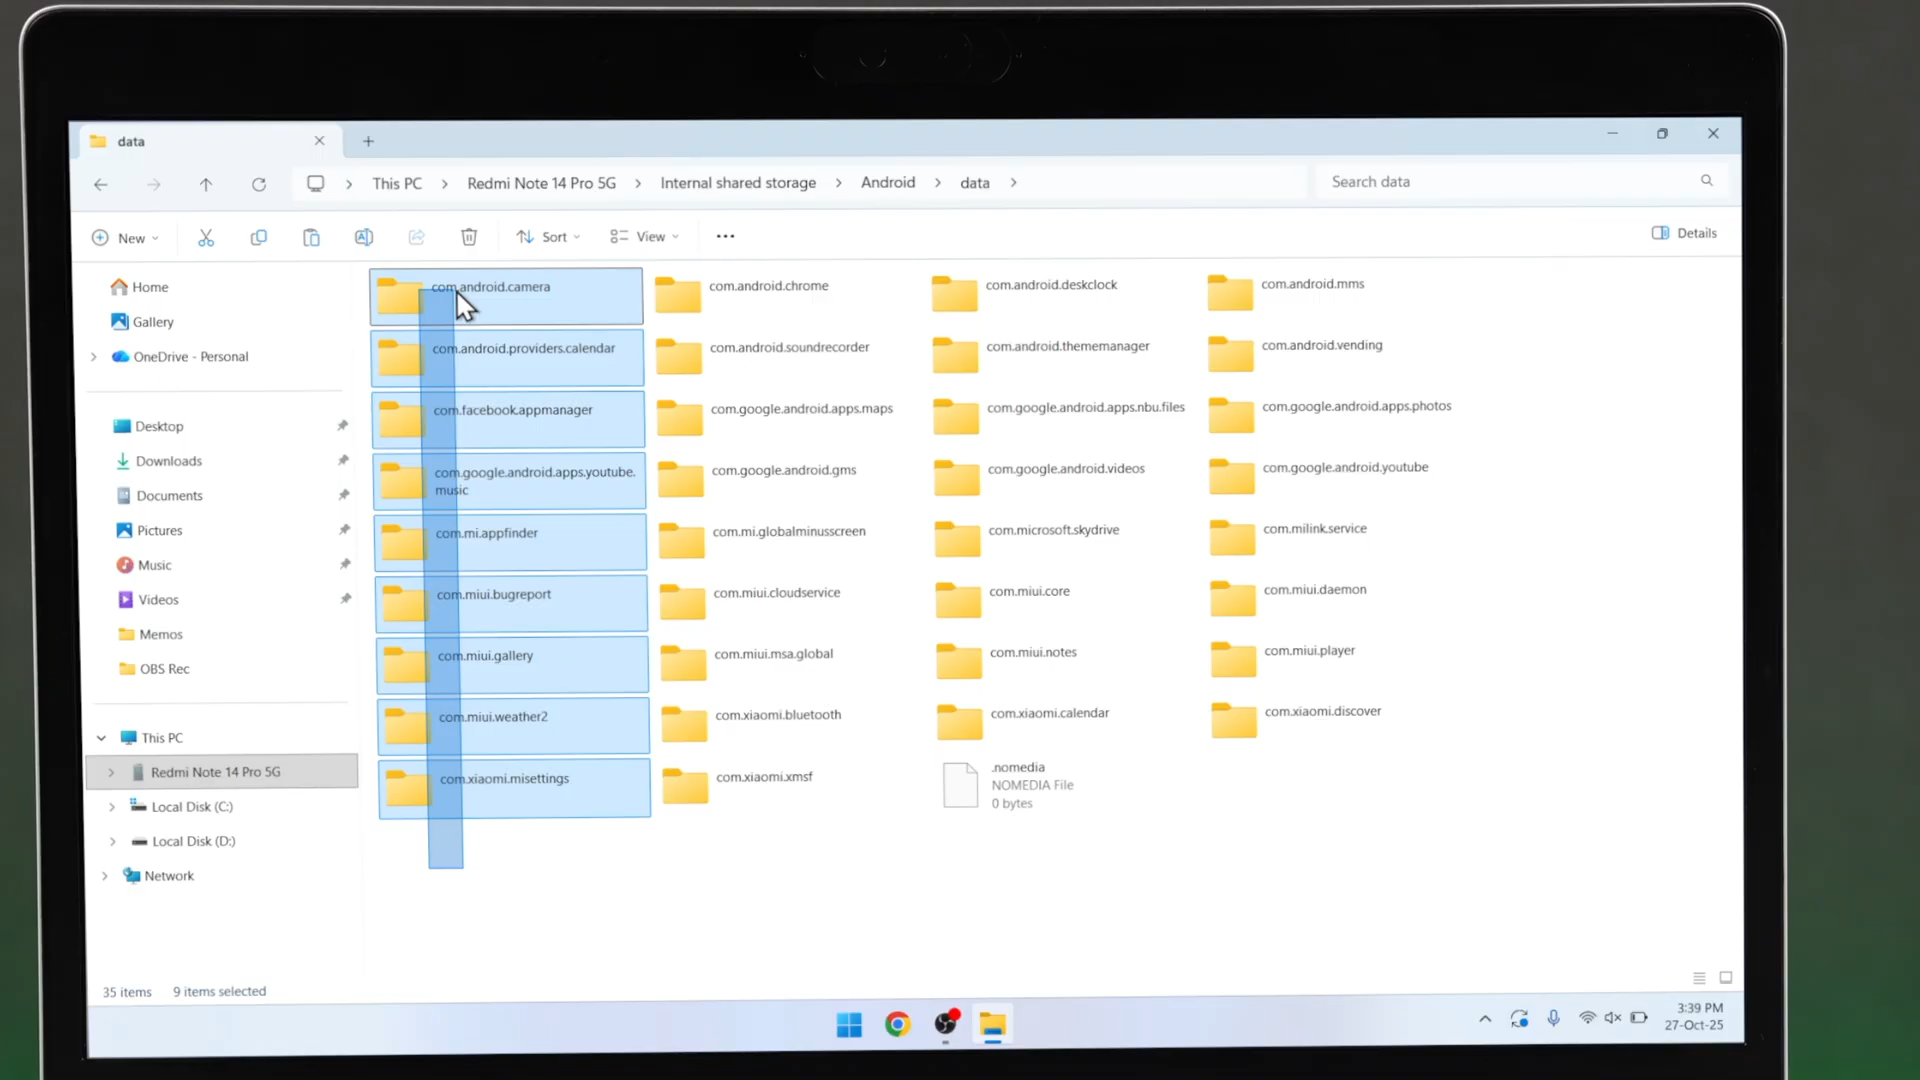 data
This PC
Redmi Note 14 Pro 5G
Internal shared storage
Android
data
Search data
New
Sort
View
Details
Home
Gallery
OneDrive - Personal
Desktop
Downloads
Documents
Pictures
Music
Videos
Memos
OBS Rec
This PC
Redmi Note 14 Pro 5G
Local Disk (C:)
Local Disk (D:)
Network
com.android.camera
com.android.chrome
com.android.deskclock
com.android.mms
com.android.providers.calendar
com.android.soundrecorder
com.android.thememanager
com.android.vending
com.facebook.appmanager
com.google.android.apps.maps
com.google.android.apps.nbu.files
com.google.android.apps.photos
com.google.android.apps.youtube.
music
com.google.android.gms
com.google.android.videos
com.google.android.youtube
com.mi.appfinder
com.mi.globalminusscreen
com.microsoft.skydrive
com.milink.service
com.miui.bugreport
com.miui.cloudservice
com.miui.core
com.miui.daemon
com.miui.gallery
com.miui.msa.global
com.miui.notes
com.miui.player
com.miui.weather2
com.xiaomi.bluetooth
com.xiaomi.calendar
com.xiaomi.discover
com.xiaomi.misettings
com.xiaomi.xmsf
.nomedia
NOMEDIA File
0 bytes
35 items
9 items selected
3:39 PM
27-Oct-25